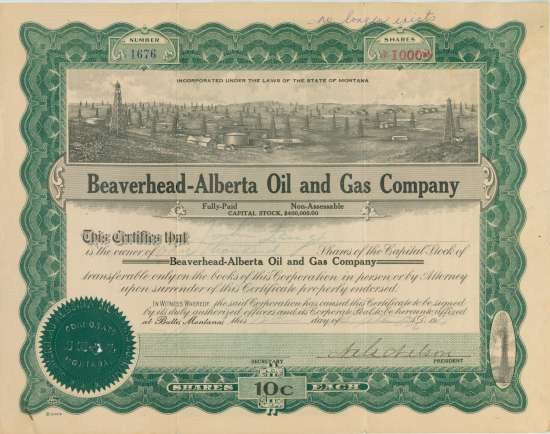 no longer exists
NUMBER
1676
SHARES
*1000*
INCORPORATED UNDER THE LAWS OF THE STATE OF MONTANA
Beaverhead-Alberta Oil and Gas Company
Fully-Paid Non-Assessable
CAPITAL STOCK, $400,000.00
This Certifies that
is the owner of Shares of the Capital Stock of
Beaverhead-Alberta Oil and Gas Company
transferable only on the books of this Corporation in person or by Attorney
upon surrender of this Certificate properly endorsed.
IN WITNESS WHEREOF, the said Corporation has caused this Certificate to be signed
by its duly authorized officers and its Corporate Seal to be hereunto affixed
at Butte, Montana, this day of
SECRETARY
PRESIDENT
MONTANA
SHARES 10C EACH